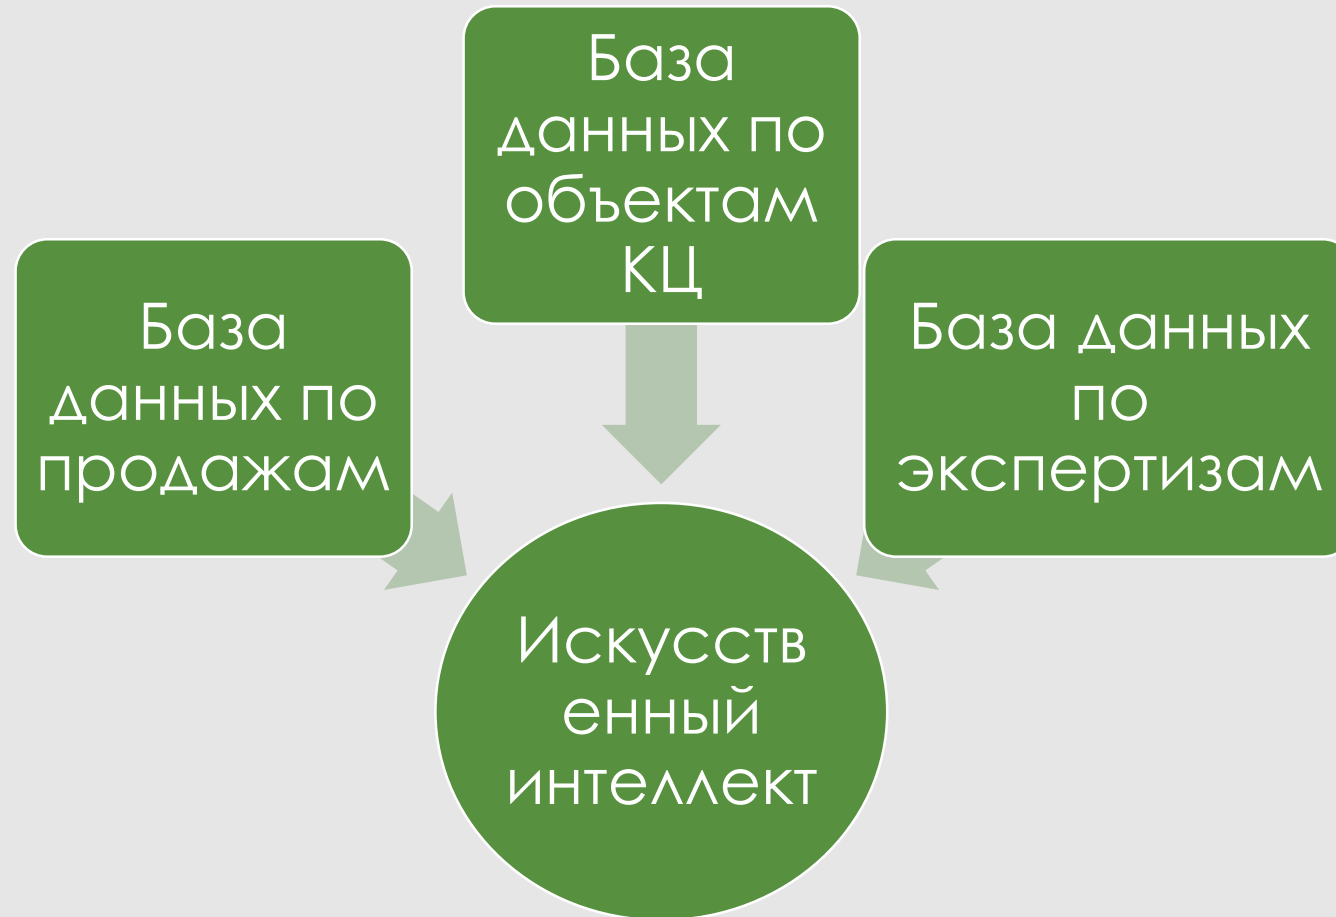 База
данных по
объектам
КЦ
База
данных по
продажам
База данных
по
экспертизам
Искусств
енный
интеллект